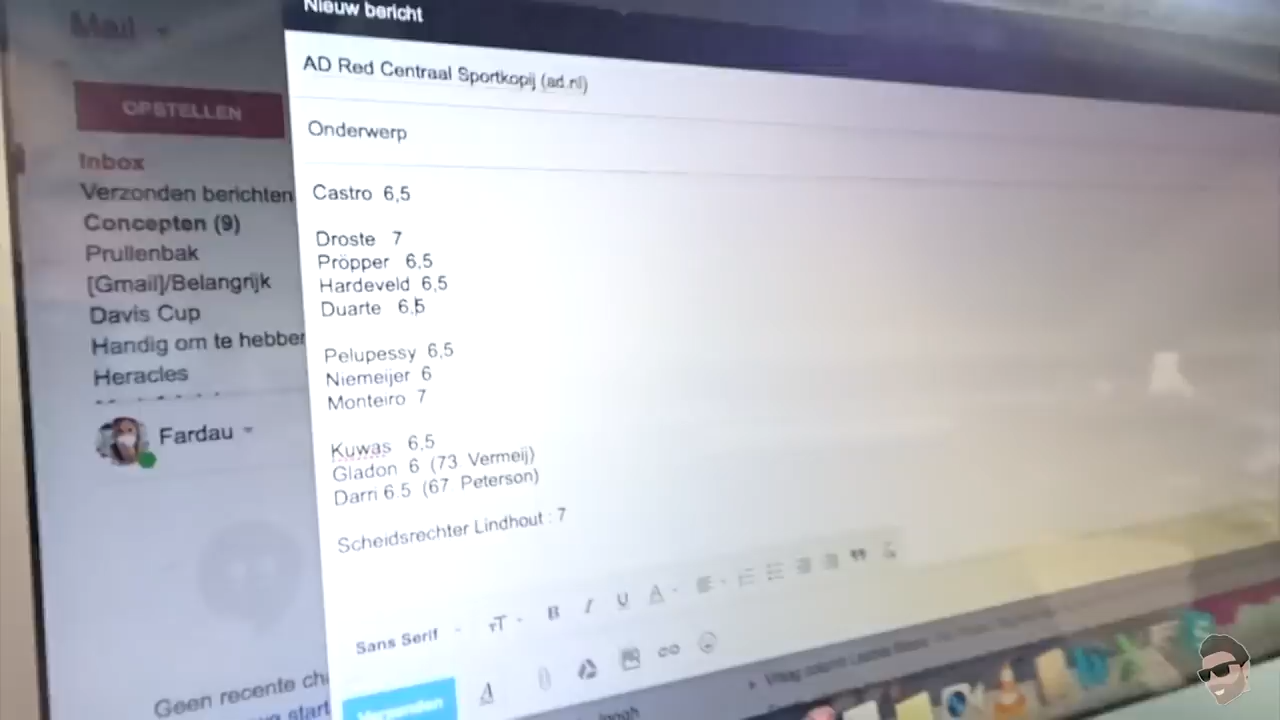 Mail
OPSTELLEN
Inbox
Verzonden berichten
Concepten (9)
Prullenbak
[Gmail]/Belangrijk
Davis Cup
Handig om te hebben
Heracles
Fardau
Geen recente
start
Nieuw bericht
AD Red Centraal Sportkopij (ad.nl)
Onderwerp
Castro 6,5
Droste 7
Pröpper 6,5
Hardeveld 6,5
Duarte 6,5
Pelupessy 6,5
Niemeijer 6
Monteiro 7
Kuwas 6,5
Gladon 6 (73 Vermeij)
Darri 6.5 (67 Peterson)
Scheidsrechter Lindhout : 7
Sans Serif
Verzenden